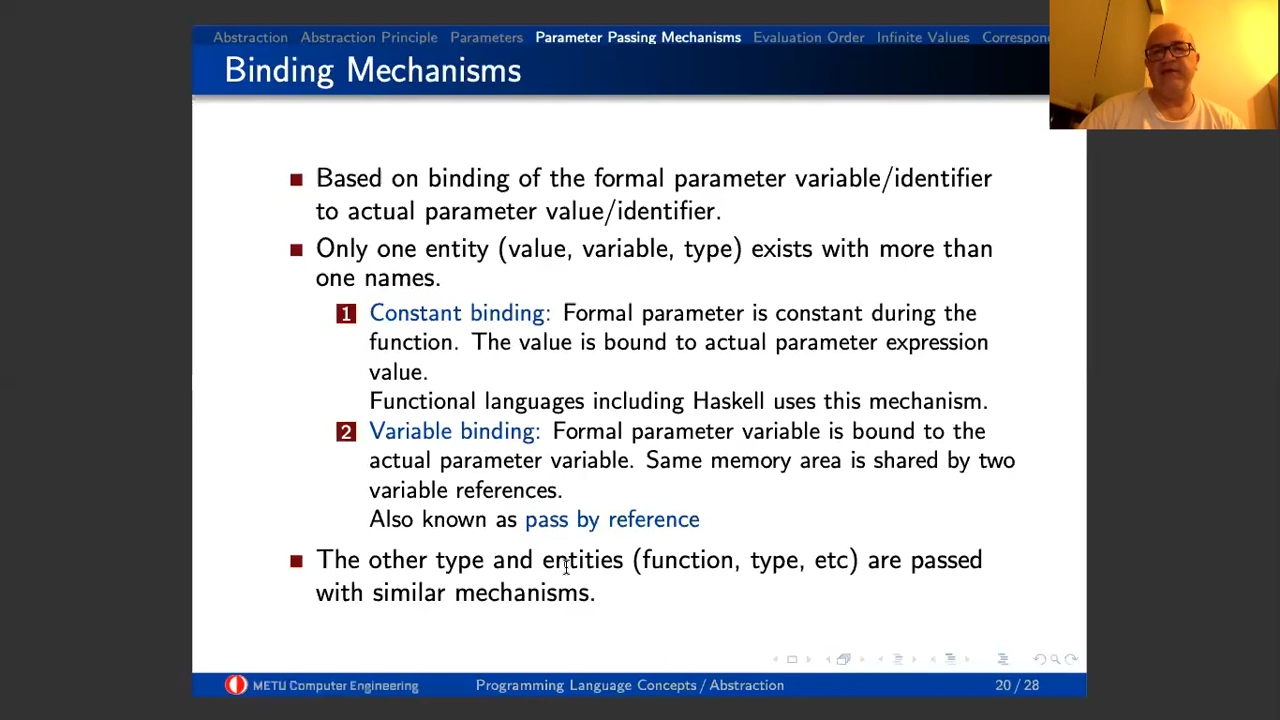 Abstraction Abstraction Principle Parameters Parameter Passing Mechanisms Evaluation Order Infinite Values Correspon
Binding Mechanisms
Based on binding of the formal parameter variable/identifier
to actual parameter value/identifier.
Only one entity (value, variable, type) exists with more than
one names.
1 Constant binding: Formal parameter is constant during the
function. The value is bound to actual parameter expression
value.
Functional languages including Haskell uses this mechanism.
2 Variable binding: Formal parameter variable is bound to the
actual parameter variable. Same memory area is shared by two
variable references.
Also known as pass by reference
The other type and entities (function, type, etc) are passed
with similar mechanisms.
METU Computer Engineering Programming Language Concepts / Abstraction 20 / 28